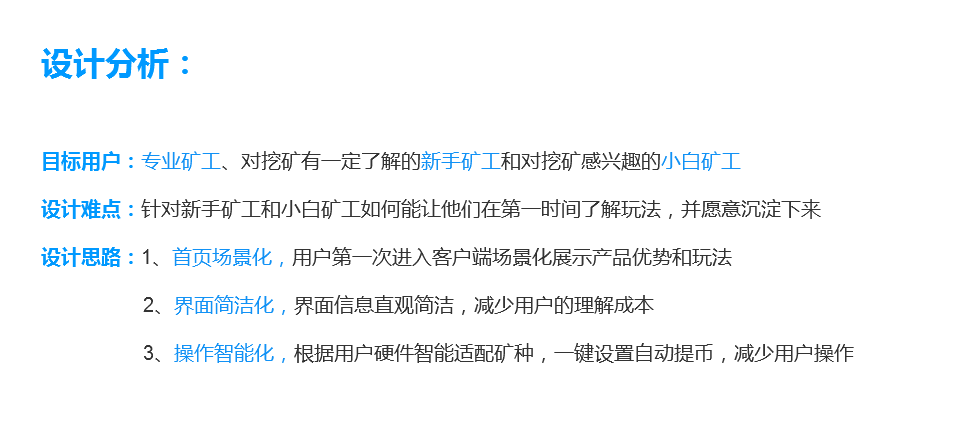 设计分析：
目标用户：专业矿工、对挖矿有一定了解的新手矿工和对挖矿感兴趣的小白矿工
设计难点：针对新手矿工和小白矿工如何能让他们在第一时间了解玩法，并愿意沉淀下来
设计思路：1、首页场景化，用户第一次进入客户端场景化展示产品优势和玩法
2、界面简洁化，界面信息直观简洁，减少用户的理解成本
3、操作智能化，根据用户硬件智能适配矿种，一键设置自动提币，减少用户操作